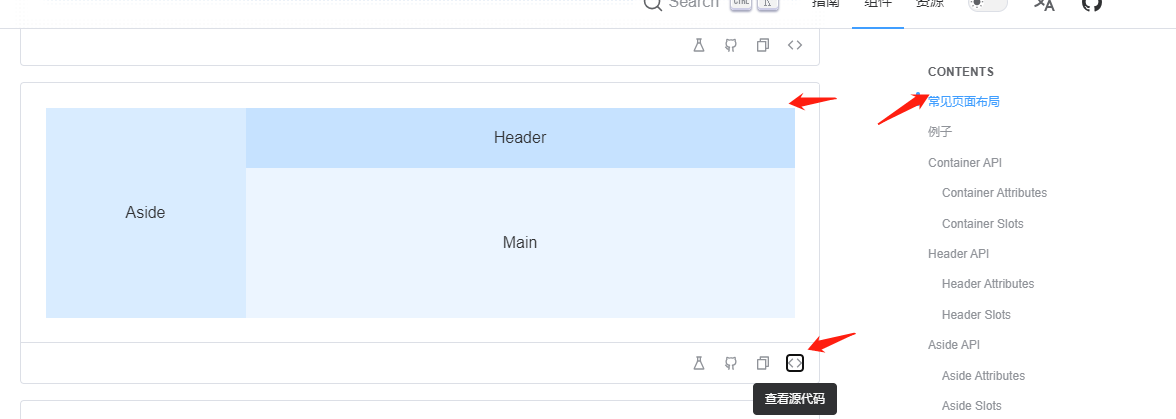 Search
CTRL K
指南
组件
资源
Header
Aside
Main
查看源代码
CONTENTS
常见页面布局
例子
Container API
Container Attributes
Container Slots
Header API
Header Attributes
Header Slots
Aside API
Aside Attributes
Aside Slots